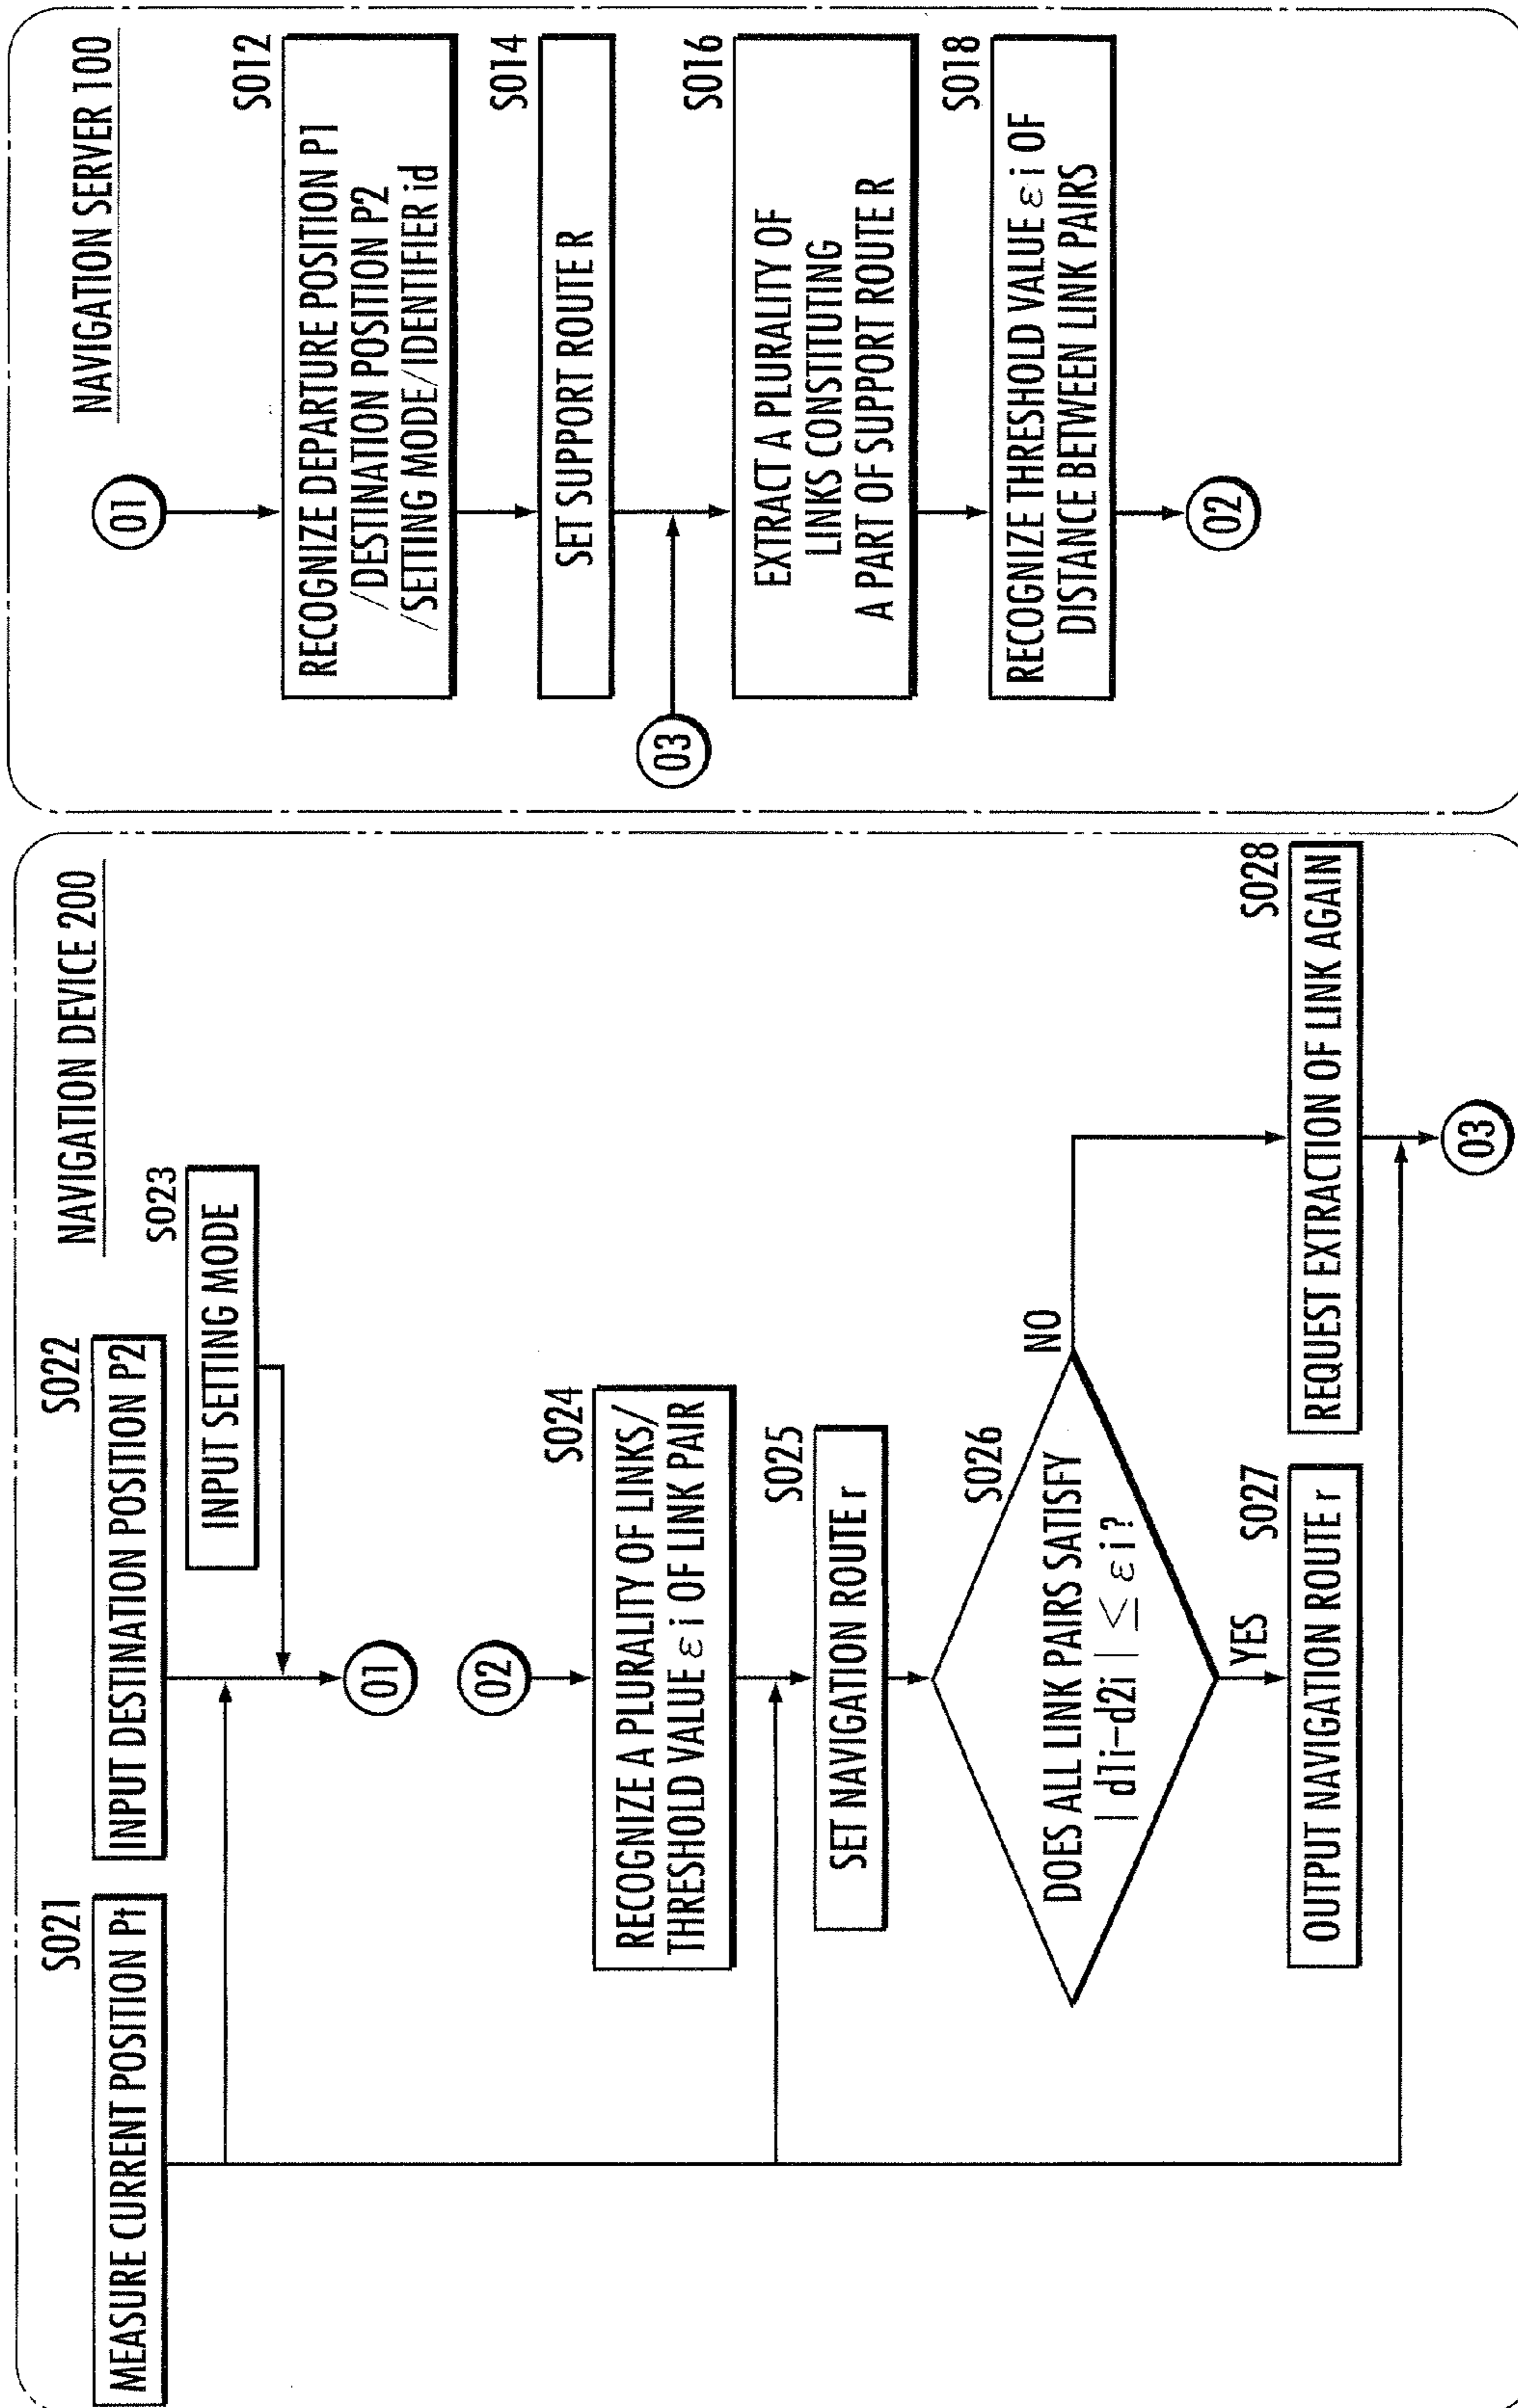 NAVIGATION DEVICE 200
S021
MEASURE CURRENT POSITION Pt
S022
INPUT DESTINATION POSITION P2
S023
INPUT SETTING MODE
01
02
S024
RECOGNIZE A PLURALITY OF LINKS/
THRESHOLD VALUE εi OF LINK PAIR
S025
SET NAVIGATION ROUTE r
S026
DOES ALL LINK PAIRS SATISFY
| d1i-d2i | ≤ εi?
NO
YES
S027
OUTPUT NAVIGATION ROUTE r
S028
REQUEST EXTRACTION OF LINK AGAIN
03
NAVIGATION SERVER 100
01
S012
RECOGNIZE DEPARTURE POSITION P1
/DESTINATION POSITION P2
/SETTING MODE/IDENTIFIER id
S014
SET SUPPORT ROUTE R
03
S016
EXTRACT A PLURALITY OF
LINKS CONSTITUTING
A PART OF SUPPORT ROUTE R
S018
RECOGNIZE THRESHOLD VALUE εi OF
DISTANCE BETWEEN LINK PAIRS
02